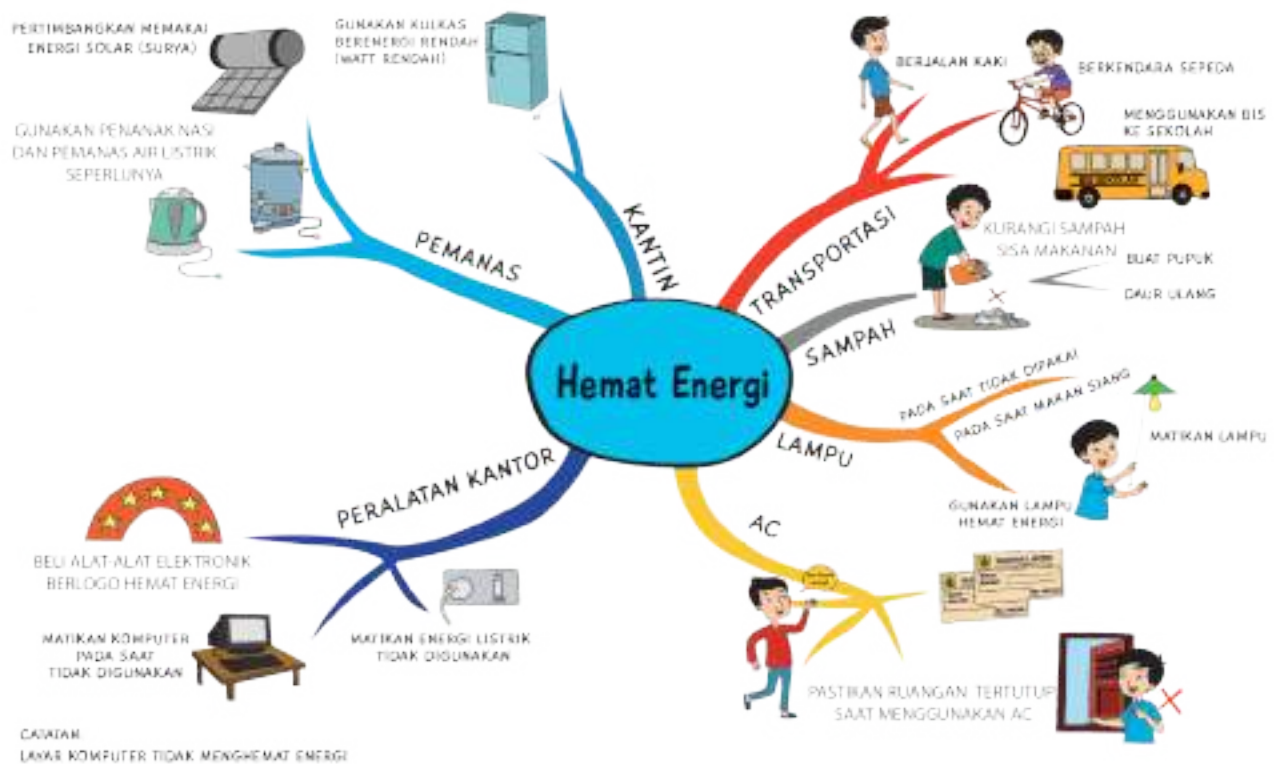 PERTIMBANGKAN MEMAKAI
ENERGI SOLAR (SURYA)
GUNAKAN KULKAS
BERENERGI RENDAH
(WATT RENDAH)
BERJALAN KAKI
BERKENDARA SEPEDA
MENGGUNAKAN BIS
KE SEKOLAH
GUNAKAN PENANAK NASI
DAN PEMANAS AIR LISTRIK
SEPERLUNYA
PEMANAS
KANTIN
TRANSPORTASI
KURANGI SAMPAH
SISA MAKANAN
BUAT PUPUK
DAUR ULANG
SAMPAH
Hemat Energi
PADA SAAT TIDAK DIPAKAI
PADA SAAT MAKAN SIANG
MATIKAN LAMPU
LAMPU
GUNAKAN LAMPU
HEMAT ENERGI
PERALATAN KANTOR
AC
BELI ALAT-ALAT ELEKTRONIK
BERLOGO HEMAT ENERGI
MATIKAN KOMPUTER
PADA SAAT
TIDAK DIGUNAKAN
MATIKAN ENERGI LISTRIK
TIDAK DIGUNAKAN
PASTIKAN RUANGAN TERTUTUP
SAAT MENGGUNAKAN AC
CATATAN
LAYAR KOMPUTER TIDAK MENGHEMAT ENERGI